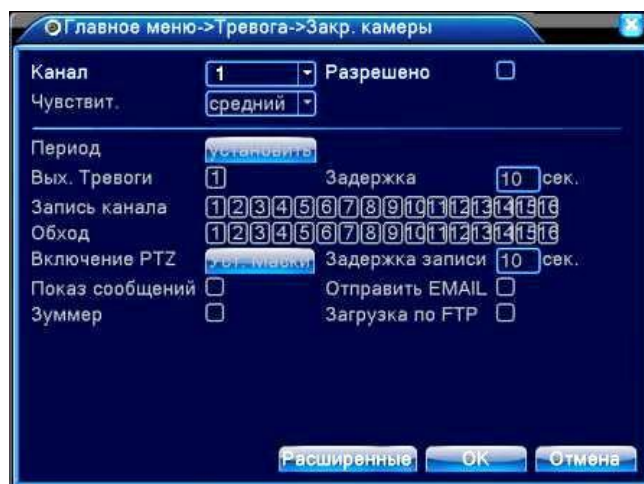 Главное меню->Тревога->Закр. камеры
Канал 1 Разрешено
Чувствит. средний
Период установить
Вых. Тревоги 1 Задержка 10 сек.
Запись канала 1 2 3 4 5 6 7 8 9 10 11 12 13 14 15 16
Обход 1 2 3 4 5 6 7 8 9 10 11 12 13 14 15 16
Включение PTZ Уст. Маски Задержка записи 10 сек.
Показ сообщений Отправить EMAIL
Зуммер Загрузка по FTP
Расширенные OK Отмена